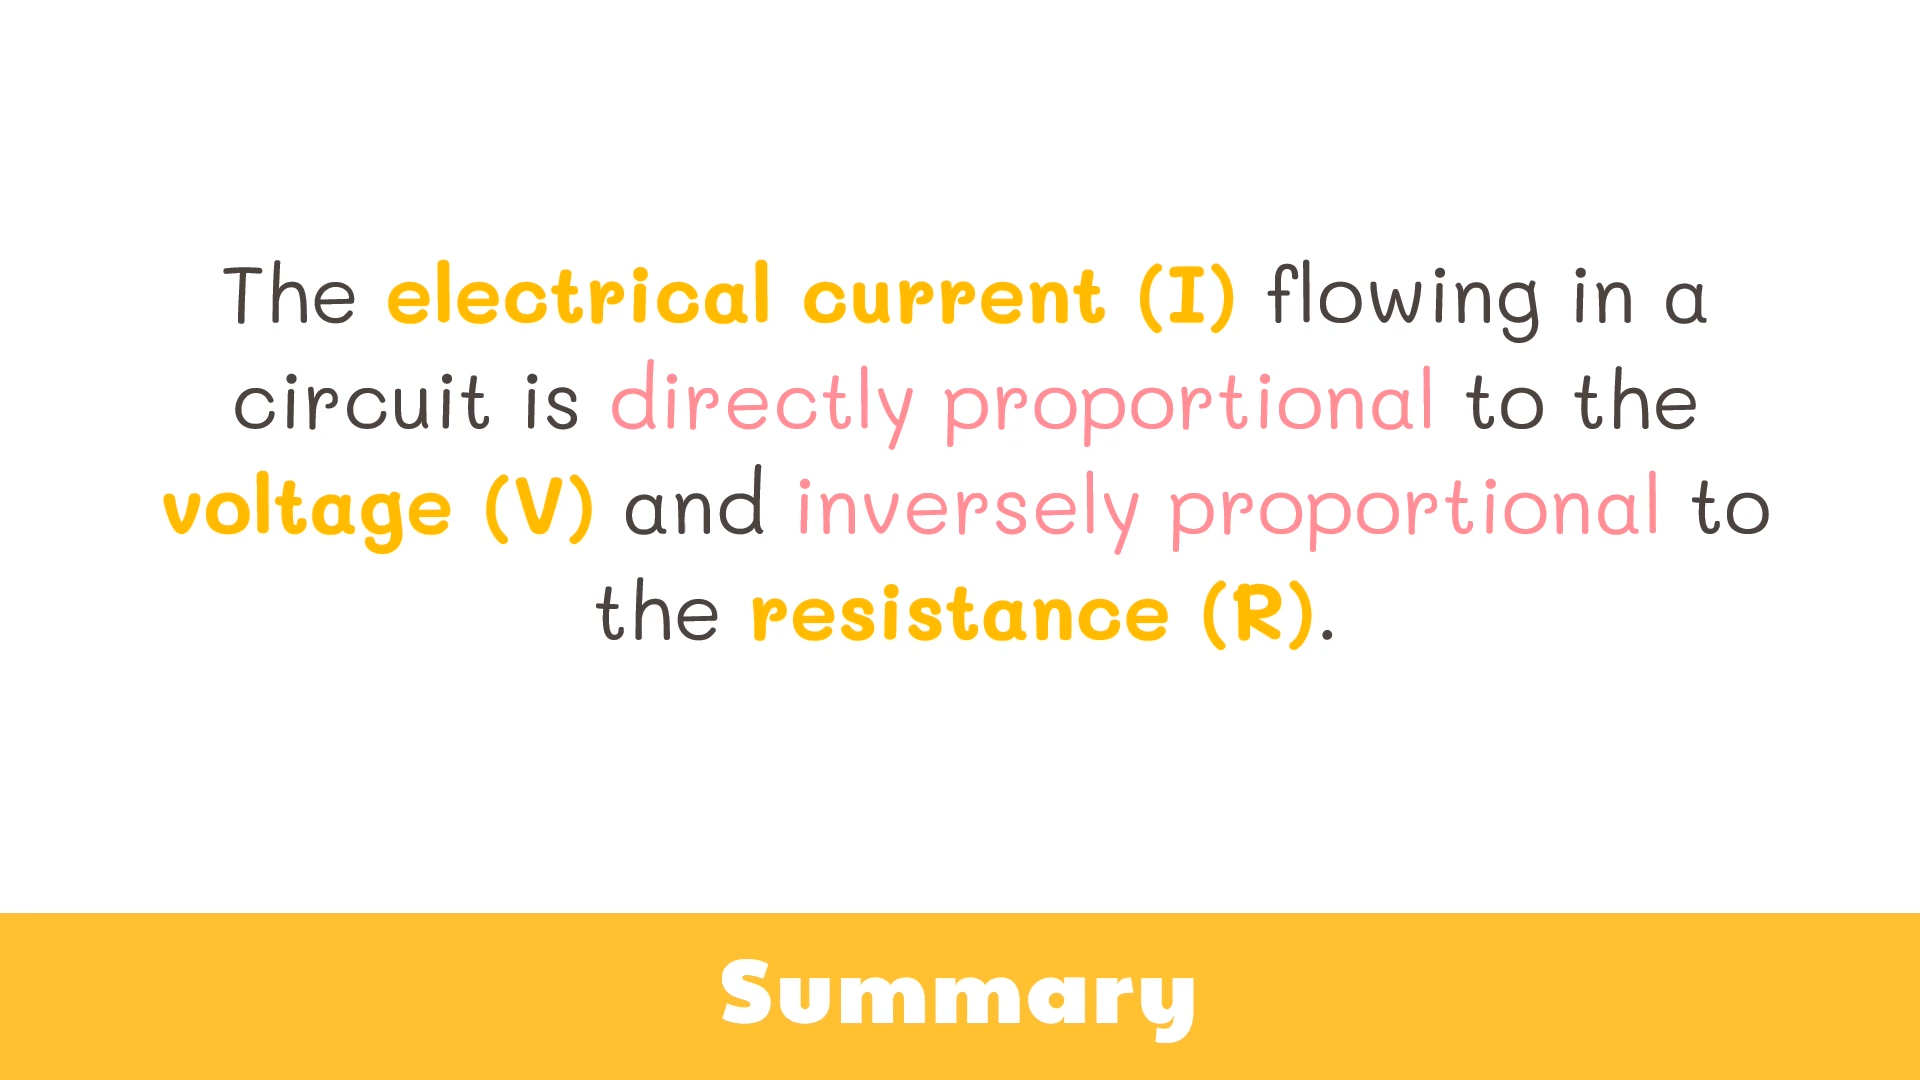 The electrical current (I) flowing in a
circuit is directly proportional to the
voltage (V) and inversely proportional to
the resistance (R).
Summary